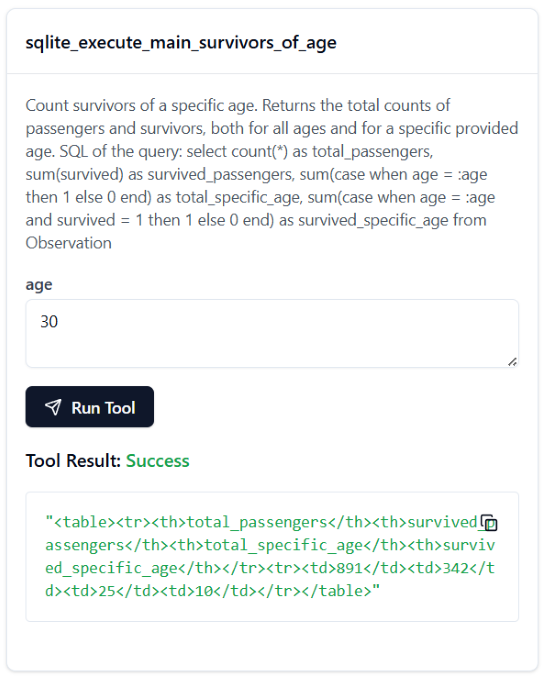 sqlite_execute_main_survivors_of_age
Count survivors of a specific age. Returns the total counts of
passengers and survivors, both for all ages and for a specific provided
age. SQL of the query: select count(*) as total_passengers,
sum(survived) as survived_passengers, sum(case when age = :age
then 1 else 0 end) as total_specific_age, sum(case when age = :age
and survived = 1 then 1 else 0 end) as survived_specific_age from
Observation
age
30
Run Tool
Tool Result: Success
"<table><tr><th>total_passengers</th><th>survived_p
assengers</th><th>total_specific_age</th><th>surviv
ed_specific_age</th></tr><tr><td>891</td><td>342</t
d><td>25</td><td>10</td></tr></table>"